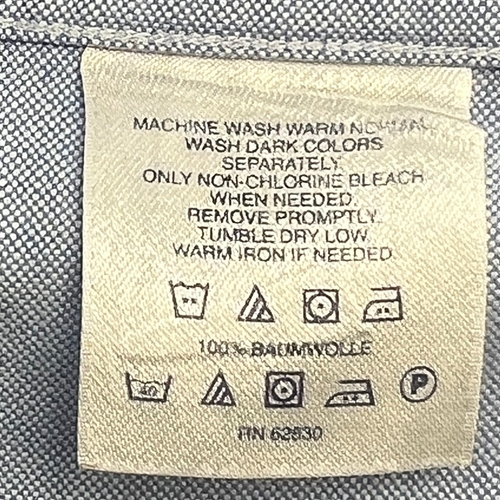 MACHINE WASH WARM NORMAL.
WASH DARK COLORS
SEPARATELY.
ONLY NON-CHLORINE BLEACH
WHEN NEEDED.
REMOVE PROMPTLY.
TUMBLE DRY LOW.
WARM IRON IF NEEDED.
100% BAUMWOLLE
40 P
RN 62530